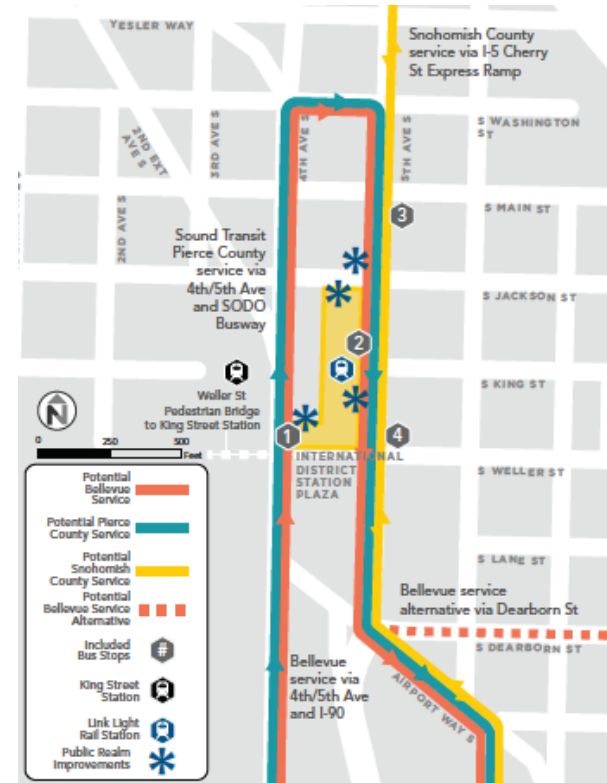 YESLER WAY
Snohomish County
service via I-5 Cherry
St Express Ramp
2ND EXT
AVE S
3RD AVE S
4TH AVE S
5TH AVE S
S WASHINGTON
ST
2ND AVE S
3
S MAIN ST
Sound Transit
Pierce County
service via
4th/5th Ave
and SODO
Busway
S JACKSON ST
2
Weller St
Pedestrian Bridge
to King Street Station
S KING ST
N
0 250 500
Feet
1
4
INTERNATIONAL
DISTRICT
STATION
PLAZA
S WELLER ST
Potential
Bellevue
Service
Potential Pierce
County Service
Potential
Snohomish
County Service
Potential
Bellevue Service
Alternative
Included
Bus Stops
#
King Street
Station
Link Light
Rail Station
Public Realm
Improvements
S LANE ST
Bellevue service
alternative via Dearborn St
S DEARBORN ST
Bellevue
service via
4th/5th Ave
and I-90
AIRPORT WAY S